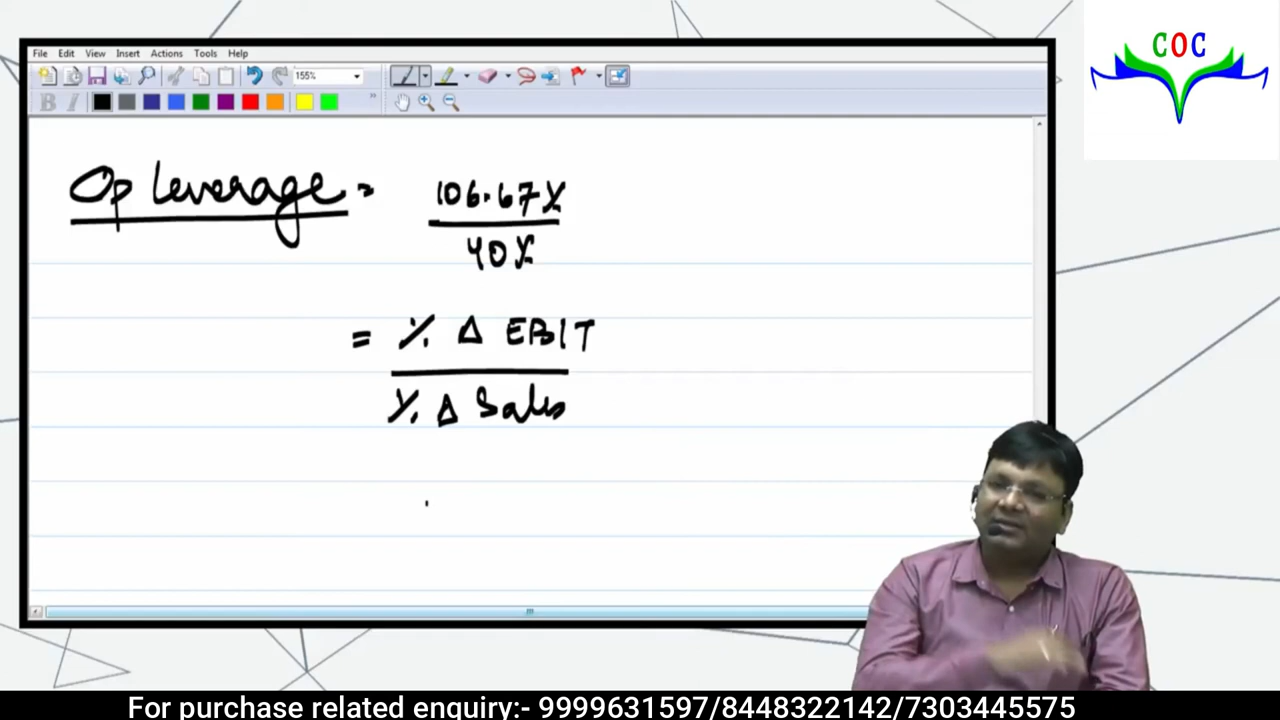 COC
File Edit View Insert Actions Tools Help
155%
B I
Op leverage = 106.67%
40%
= % Δ EBIT
% Δ Sales
For purchase related enquiry:- 9999631597/8448322142/7303445575